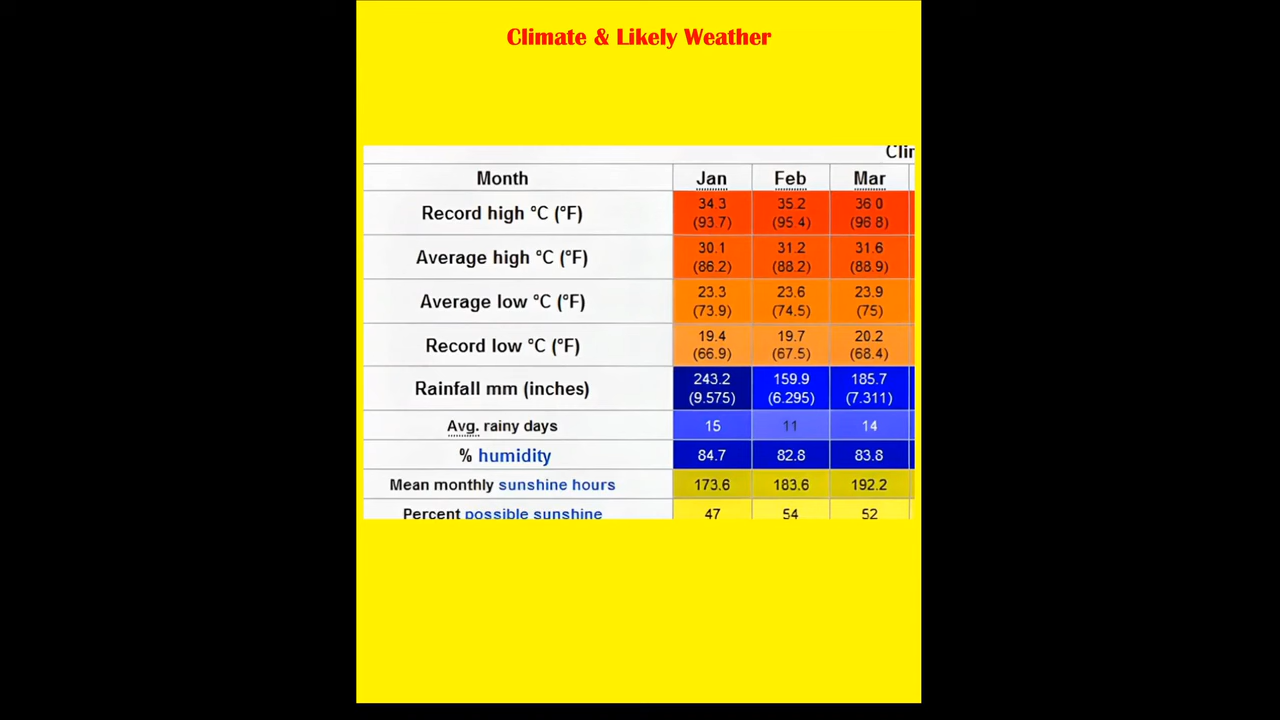 Climate & Likely Weather
Clir
Month Jan Feb Mar
Record high °C (°F) 34.3 (93.7) 35.2 (95.4) 36.0 (96.8)
Average high °C (°F) 30.1 (86.2) 31.2 (88.2) 31.6 (88.9)
Average low °C (°F) 23.3 (73.9) 23.6 (74.5) 23.9 (75)
Record low °C (°F) 19.4 (66.9) 19.7 (67.5) 20.2 (68.4)
Rainfall mm (inches) 243.2 (9.575) 159.9 (6.295) 185.7 (7.311)
Avg. rainy days 15 11 14
% humidity 84.7 82.8 83.8
Mean monthly sunshine hours 173.6 183.6 192.2
Percent possible sunshine 47 54 52